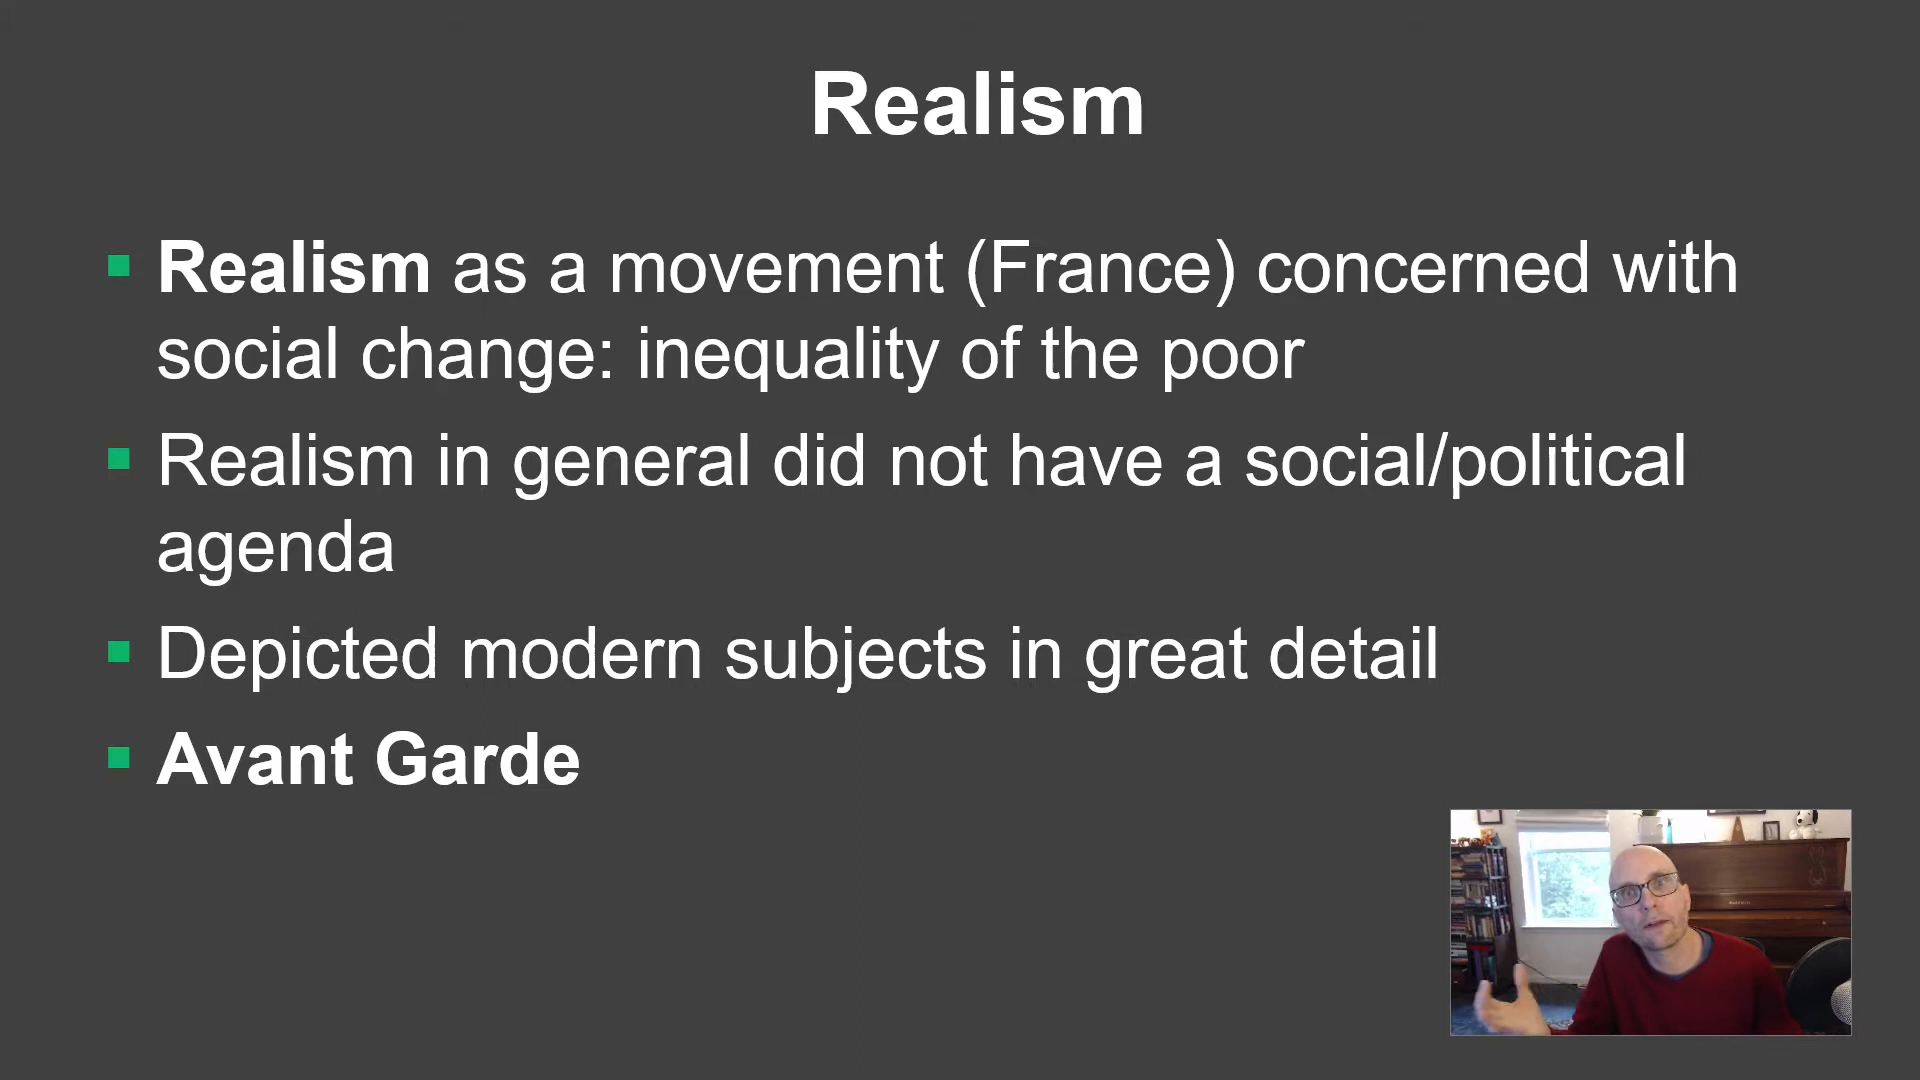 Realism
Realism as a movement (France) concerned with
social change: inequality of the poor
Realism in general did not have a social/political
agenda
Depicted modern subjects in great detail
Avant Garde